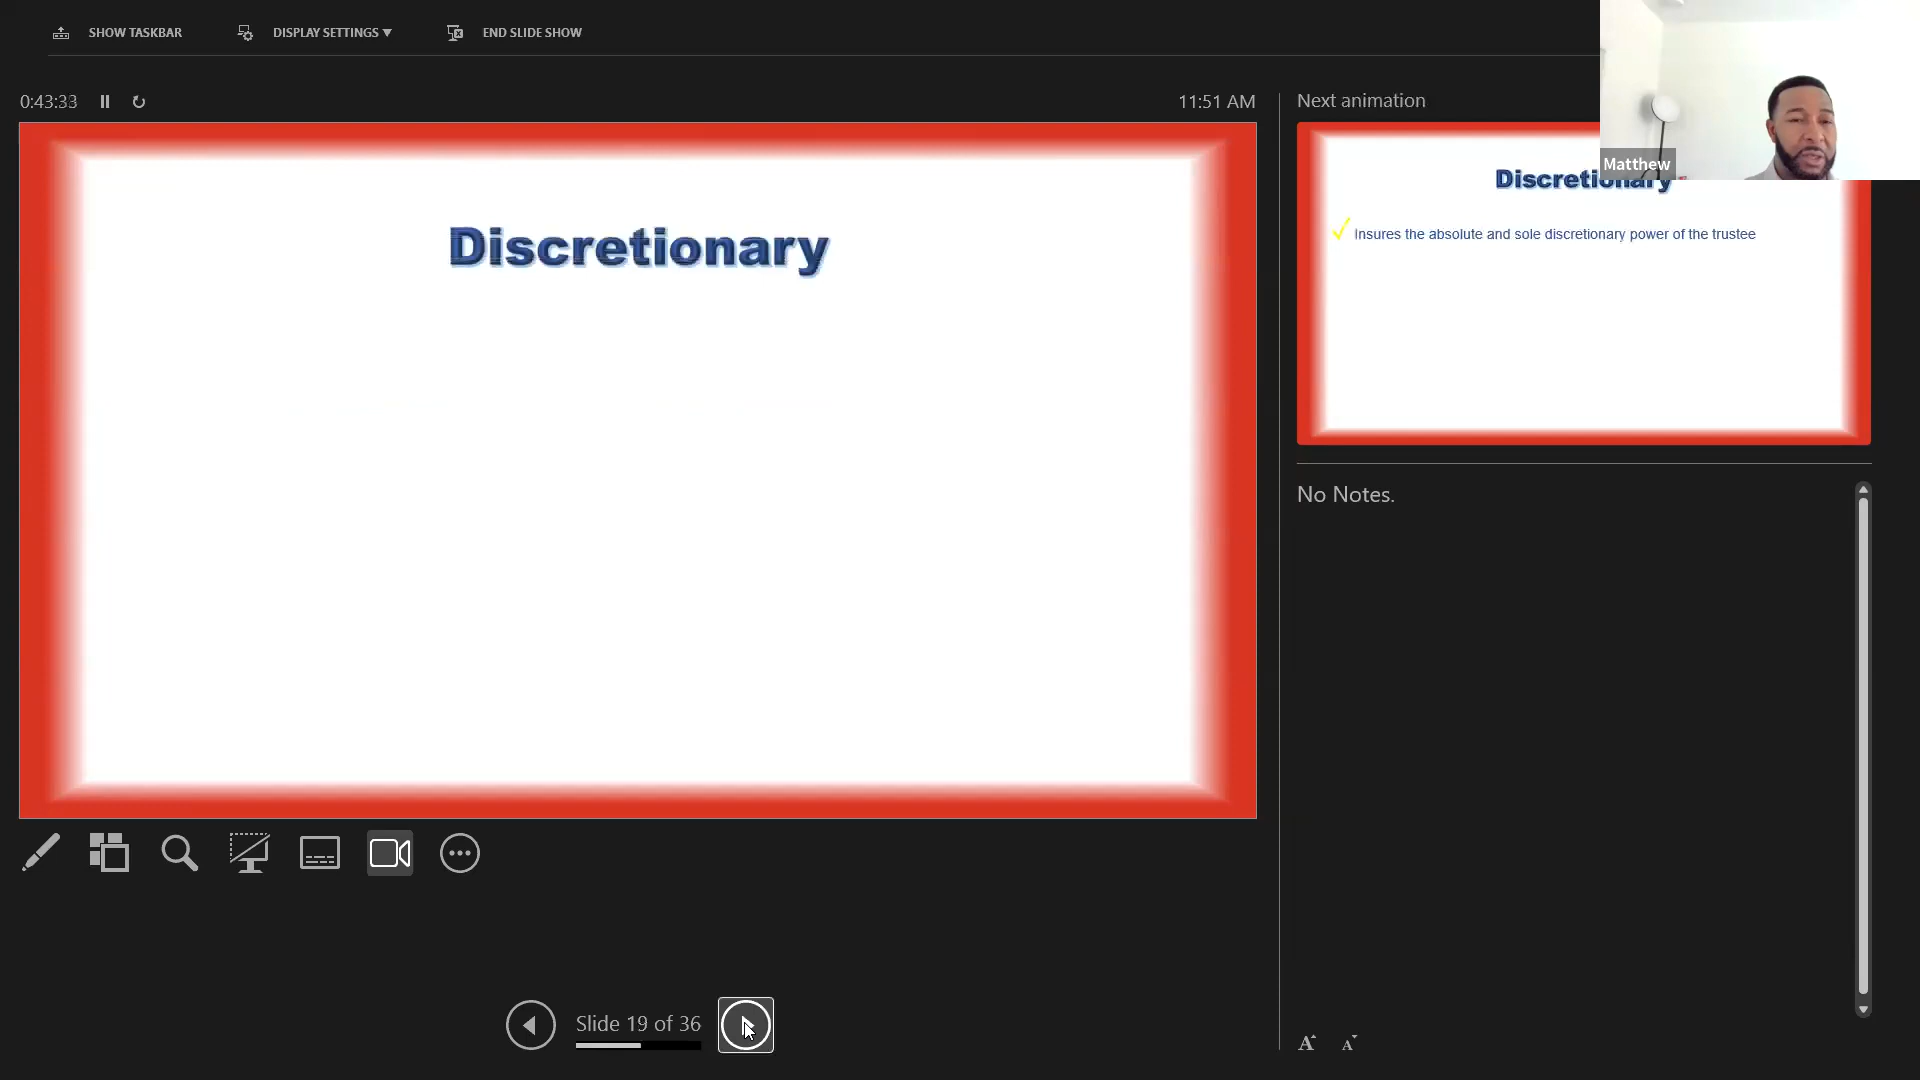 SHOW TASKBAR
DISPLAY SETTINGS ▼
END SLIDE SHOW
0:43:33
11:51 AM
Next animation
Matthew
Discretionary
Discretionary
✓ Insures the absolute and sole discretionary power of the trustee
No Notes.
Slide 19 of 36
A A